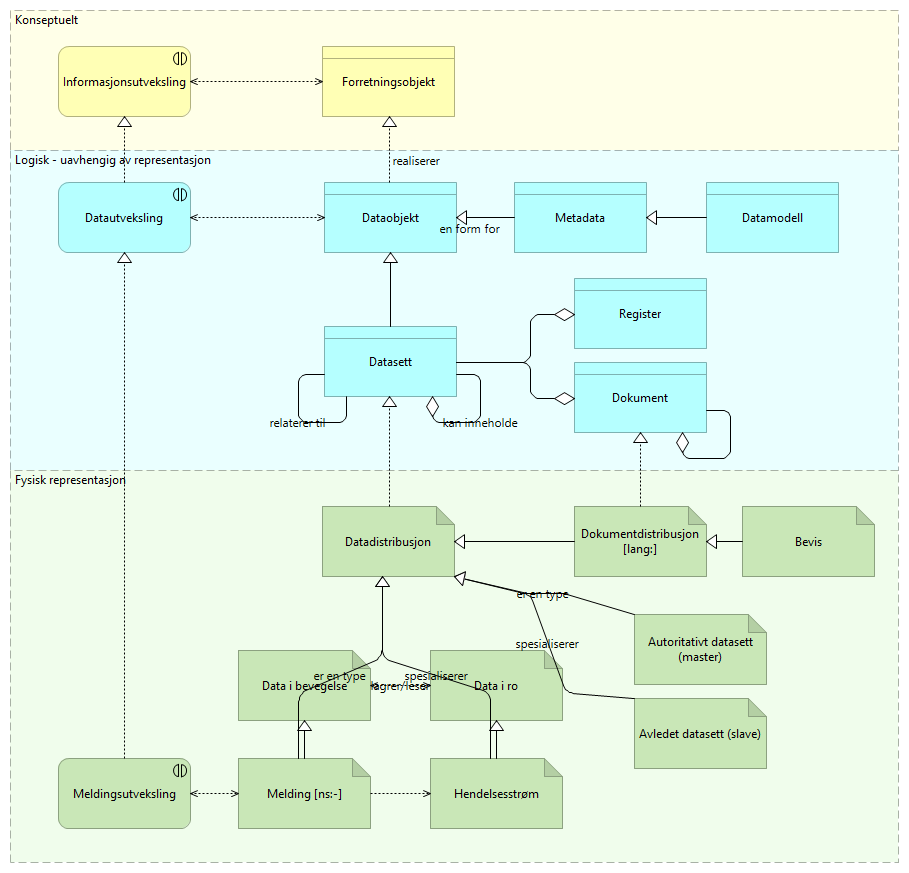 Konseptuelt
Informasjonsutveksling
Forretningsobjekt
Logisk - uavhengig av representasjon
realiserer
Datautveksling
Dataobjekt
Metadata
Datamodell
en form for
Register
Datasett
Dokument
relaterer til
kan inneholde
Fysisk representasjon
Datadistribusjon
Dokumentdistribusjon
[lang:]
Bevis
er en type
Autoritativt datasett
(master)
spesialiserer
er en type
spesialiserer
Data i bevegelse
lagrer/leser
Data i ro
Avledet datasett (slave)
Meldingsutveksling
Melding [ns:-]
Hendelsesstrøm